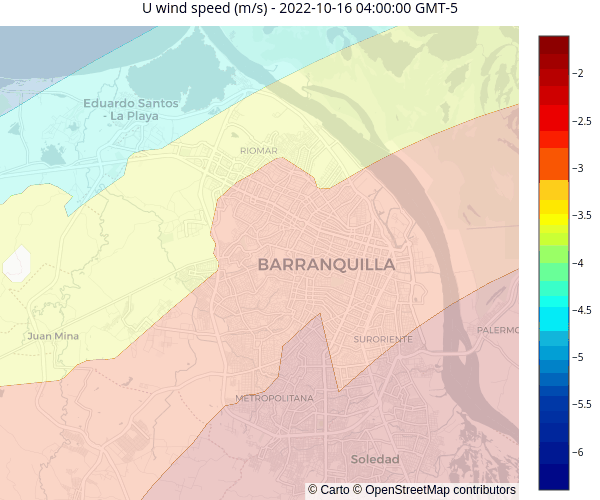 U wind speed (m/s) - 2022-10-16 04:00:00 GMT-5
Eduardo Santos
- La Playa
RIOMAR
BARRANQUILLA
Juan Mina
SURORIENTE
PALERMO
METROPOLITANA
Soledad
© Carto © OpenStreetMap contributors
−2
−2.5
−3
−3.5
−4
−4.5
−5
−5.5
−6